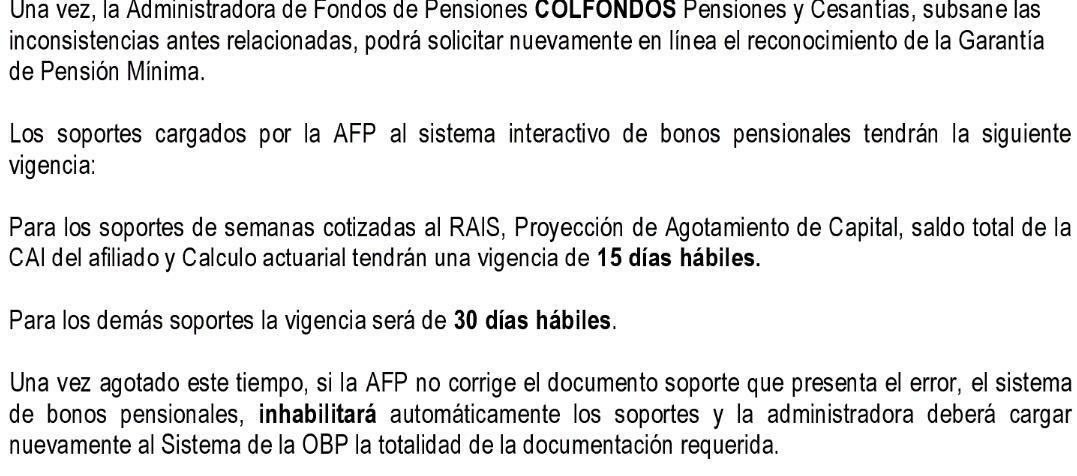 Una vez, la Administradora de Fondos de Pensiones COLFONDOS Pensiones y Cesantías, subsane las
inconsistencias antes relacionadas, podrá solicitar nuevamente en línea el reconocimiento de la Garantía
de Pensión Mínima.
Los soportes cargados por la AFP al sistema interactivo de bonos pensionales tendrán la siguiente
vigencia:
Para los soportes de semanas cotizadas al RAIS, Proyección de Agotamiento de Capital, saldo total de la
CAI del afiliado y Calculo actuarial tendrán una vigencia de 15 días hábiles.
Para los demás soportes la vigencia será de 30 días hábiles.
Una vez agotado este tiempo, si la AFP no corrige el documento soporte que presenta el error, el sistema
de bonos pensionales, inhabilitará automáticamente los soportes y la administradora deberá cargar
nuevamente al Sistema de la OBP la totalidad de la documentación requerida.